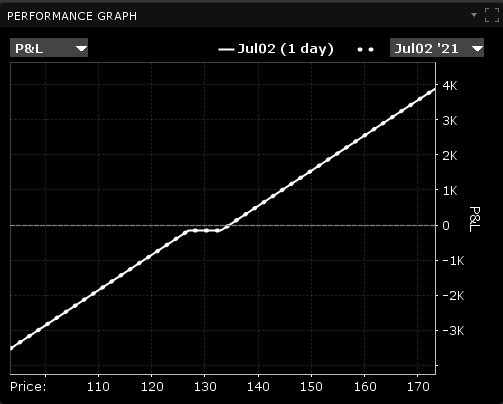 PERFORMANCE GRAPH
P&L Jul02 (1 day) Jul02 '21
4K
3K
2K
1K
0
-1K
-2K
-3K
P&L
Price: 110 120 130 140 150 160 170